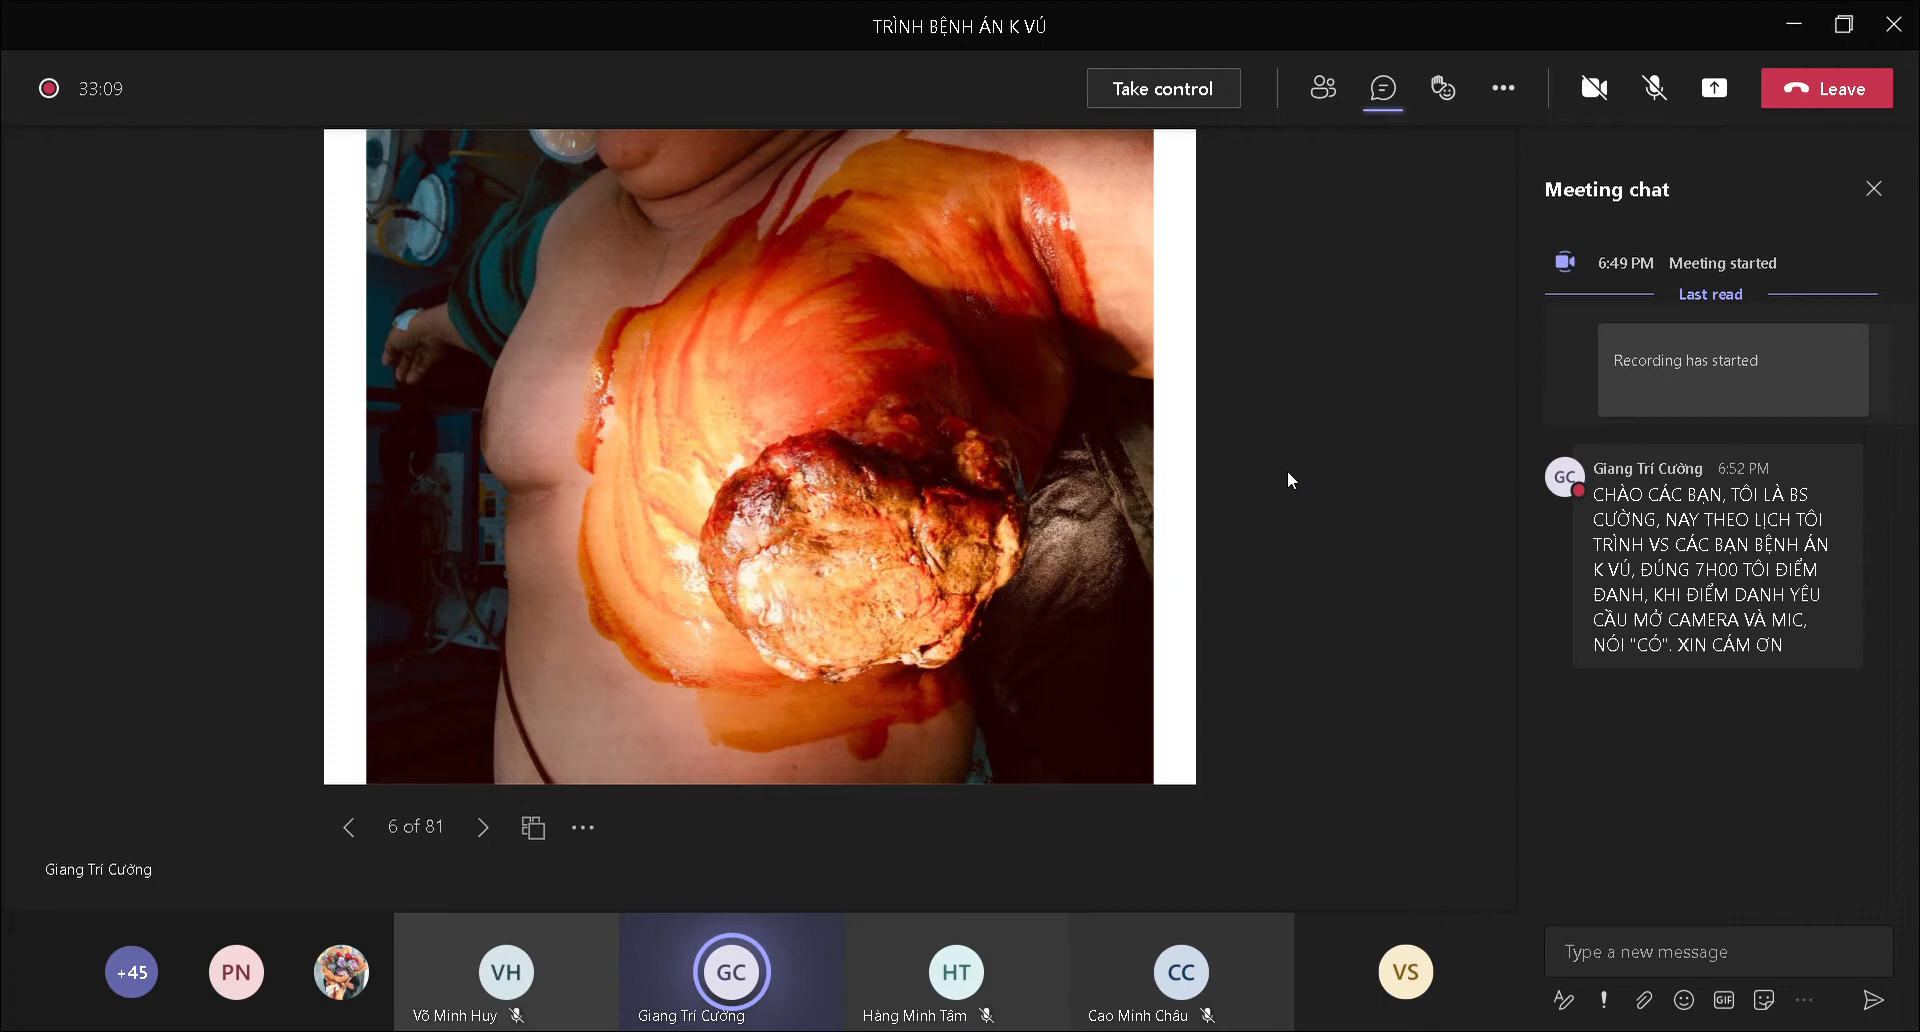 TRÌNH BỆNH ÁN K VÚ
33:09
Take control
Leave
Meeting chat
6:49 PM Meeting started
Last read
Recording has started
GC
Giang Trí Cường 6:52 PM
CHÀO CÁC BẠN, TÔI LÀ BS
CƯỜNG, NAY THEO LỊCH TÔI
TRÌNH VS CÁC BẠN BỆNH ÁN
K VÚ, ĐÚNG 7H00 TÔI ĐIỂM
DANH, KHI ĐIỂM DANH YÊU
CẦU MỞ CAMERA VÀ MIC,
NÓI "CÓ". XIN CÁM ƠN
6 of 81
Giang Trí Cường
+45
PN
VH
Võ Minh Huy
GC
Giang Trí Cường
HT
Hàng Minh Tâm
CC
Cao Minh Châu
VS
Type a new message
GIF